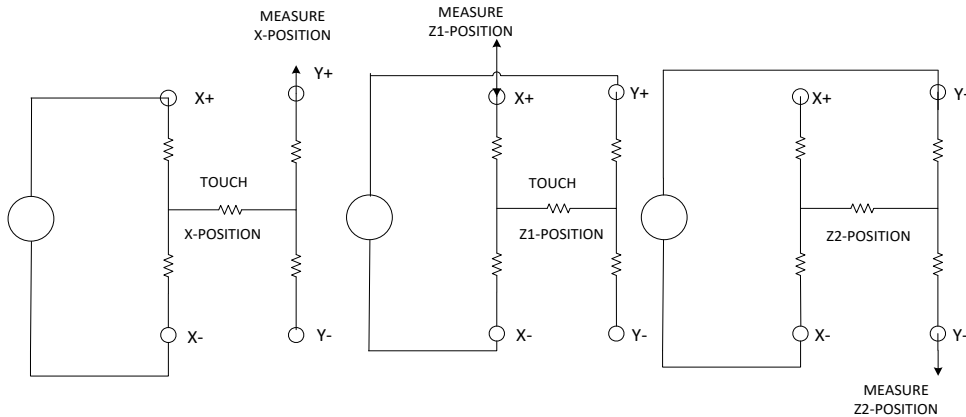 MEASURE
X-POSITION
Y+
X+
TOUCH
X-POSITION
X-
Y-
MEASURE
Z1-POSITION
Y+
X+
TOUCH
Z1-POSITION
X-
Y-
X+
Z2-POSITION
X-
MEASURE
Z2-POSITION